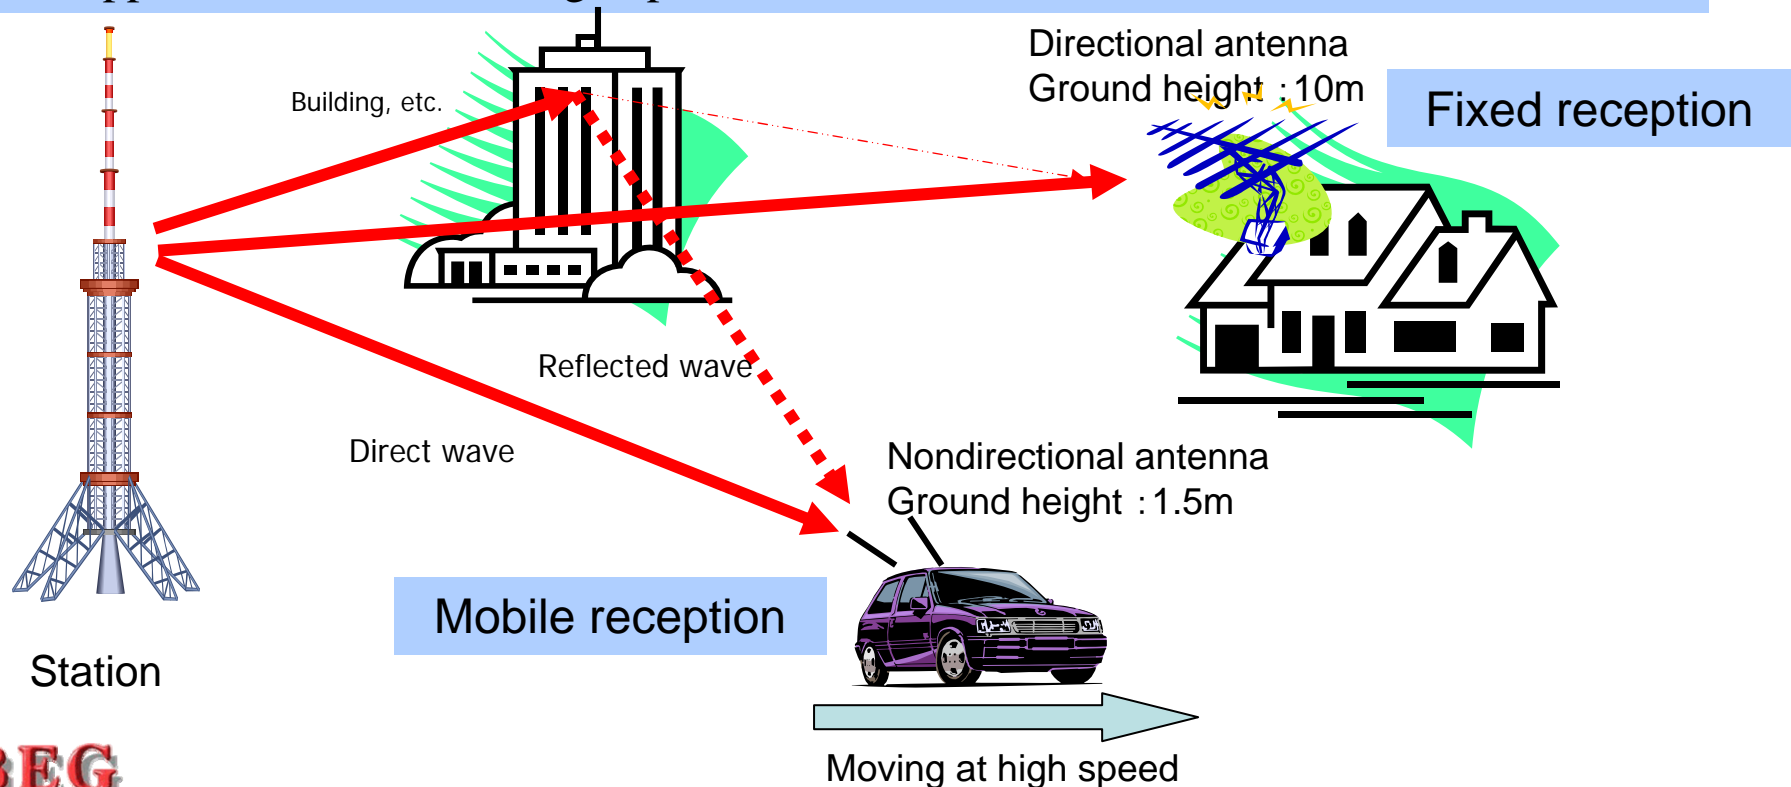 Directional antenna
Ground height :10m
Fixed reception
Building, etc.
Reflected wave
Direct wave
Nondirectional antenna
Ground height :1.5m
Mobile reception
Station
Moving at high speed
BEG